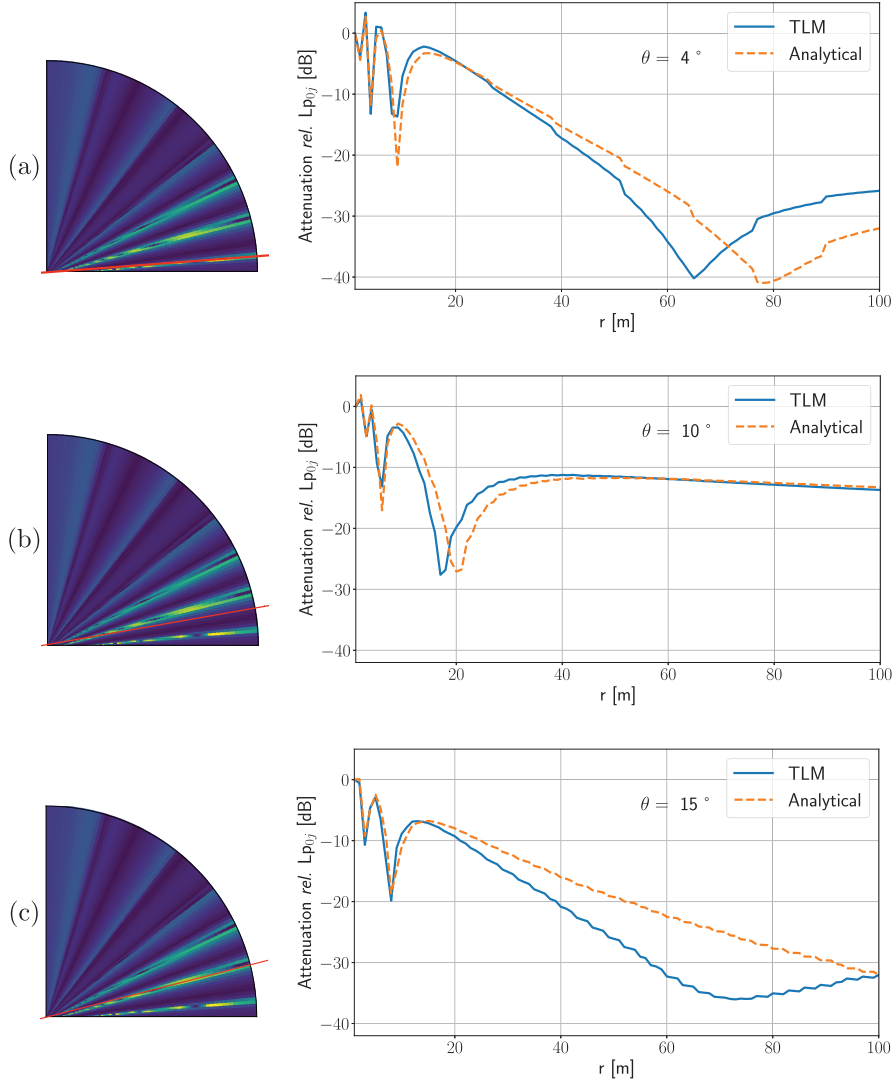 (a)
Attenuation rel. Lp0j [dB]
0
−10
−20
−30
−40
θ = 4 °
TLM
Analytical
20 40 60 80 100
r [m]
(b)
Attenuation rel. Lp0j [dB]
0
−10
−20
−30
−40
θ = 10 °
TLM
Analytical
20 40 60 80 100
r [m]
(c)
Attenuation rel. Lp0j [dB]
0
−10
−20
−30
−40
θ = 15 °
TLM
Analytical
20 40 60 80 100
r [m]